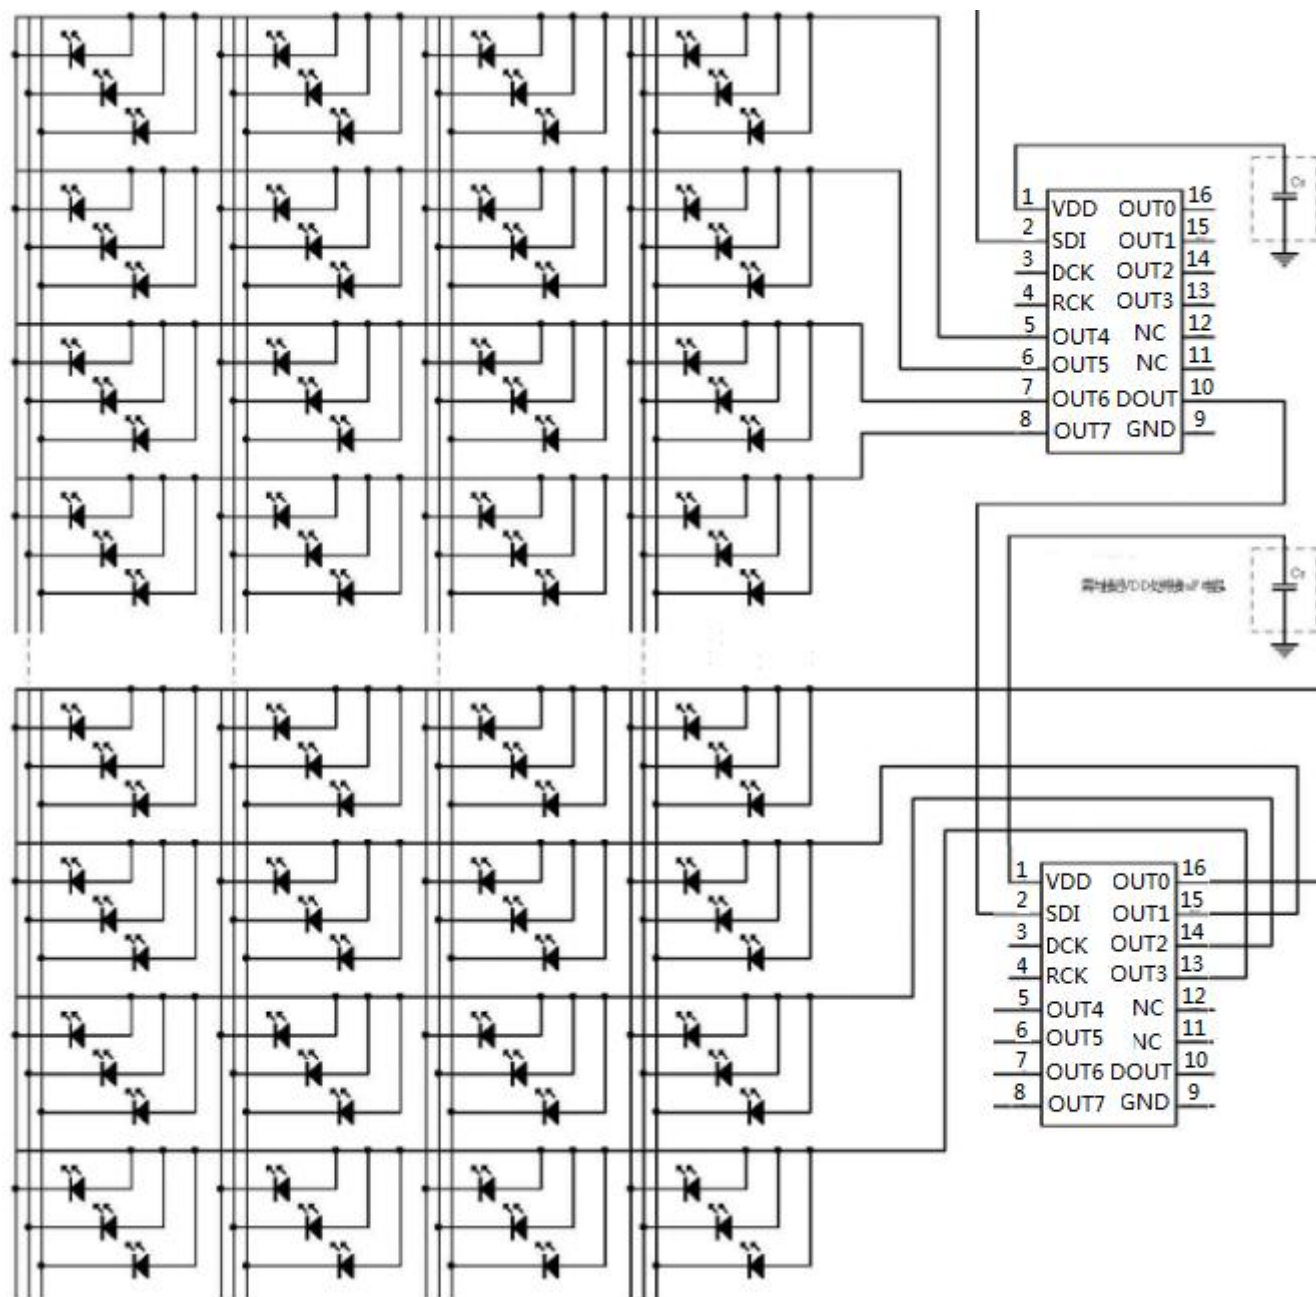 1 VDD OUT0 16
2 SDI OUT1 15
3 DCK OUT2 14
4 RCK OUT3 13
5 OUT4 NC 12
6 OUT5 NC 11
7 OUT6 DOUT 10
8 OUT7 GND 9
1 VDD OUT0 16
2 SDI OUT1 15
3 DCK OUT2 14
4 RCK OUT3 13
5 OUT4 NC 12
6 OUT5 NC 11
7 OUT6 DOUT 10
8 OUT7 GND 9